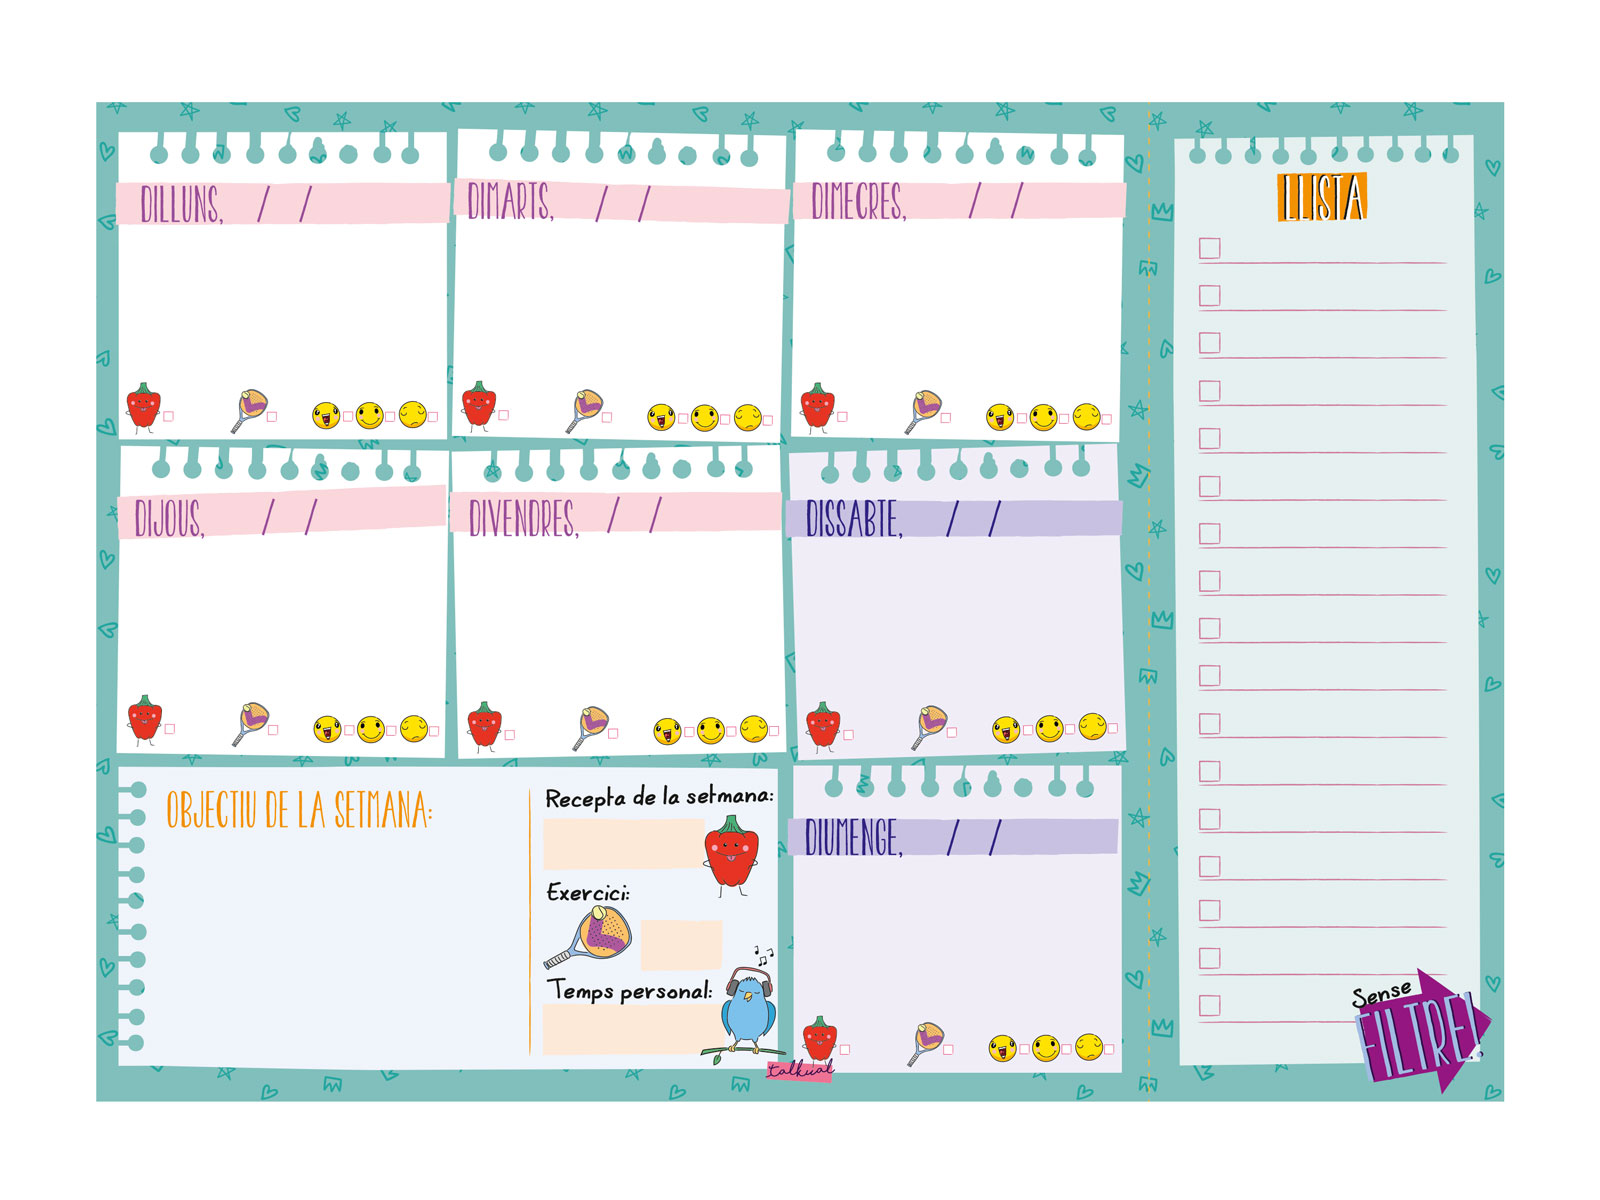 DILLUNS, / /
DIMARTS, / /
DIMECRES, / /
DIJOUS, / /
DIVENDRES, / /
DISSABTE, / /
OBJECTIU DE LA SETMANA:
Recepta de la setmana:
Exercici:
Temps personal:
talkual
DIUMENGE, / /
LLISTA
Sense
FILTRE!